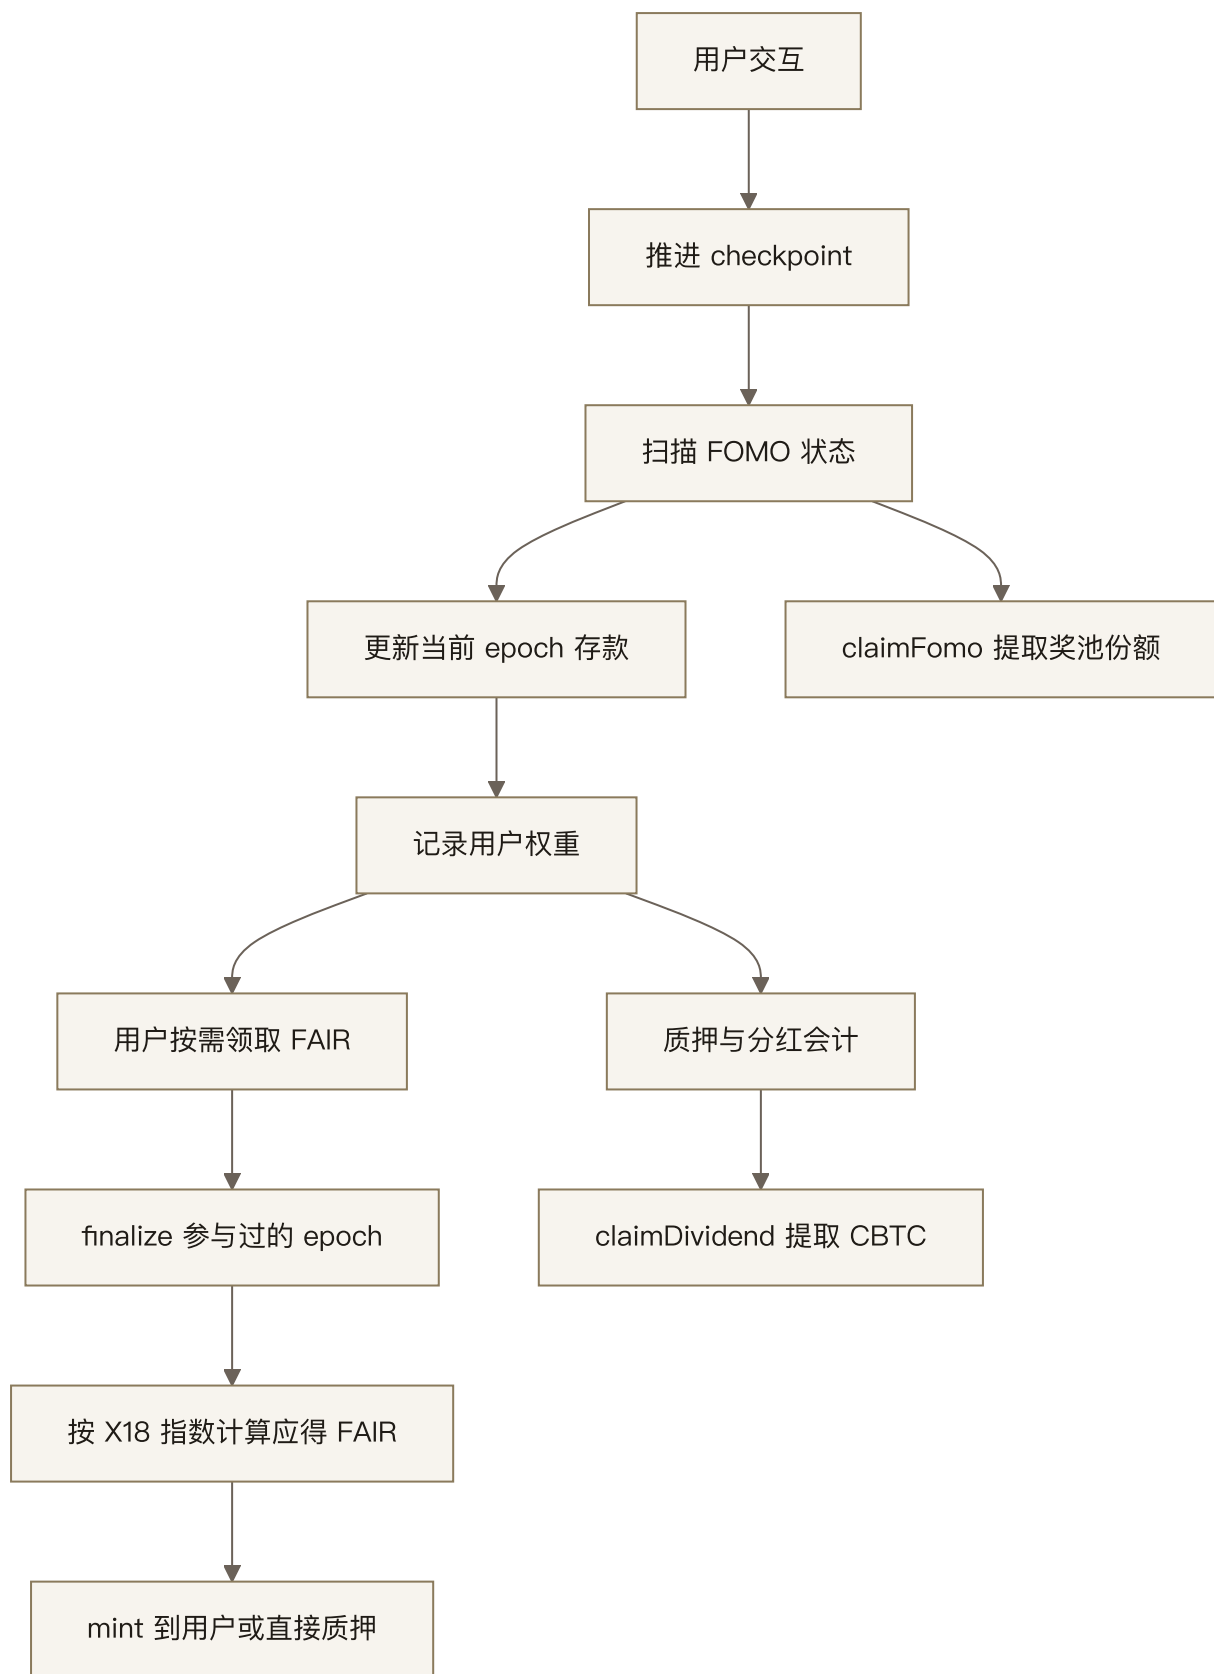 用户交互
推进 checkpoint
扫描 FOMO 状态
更新当前 epoch 存款
claimFomo 提取奖池份额
记录用户权重
用户按需领取 FAIR
质押与分红会计
finalize 参与过的 epoch
claimDividend 提取 CBTC
按 X18 指数计算应得 FAIR
mint 到用户或直接质押